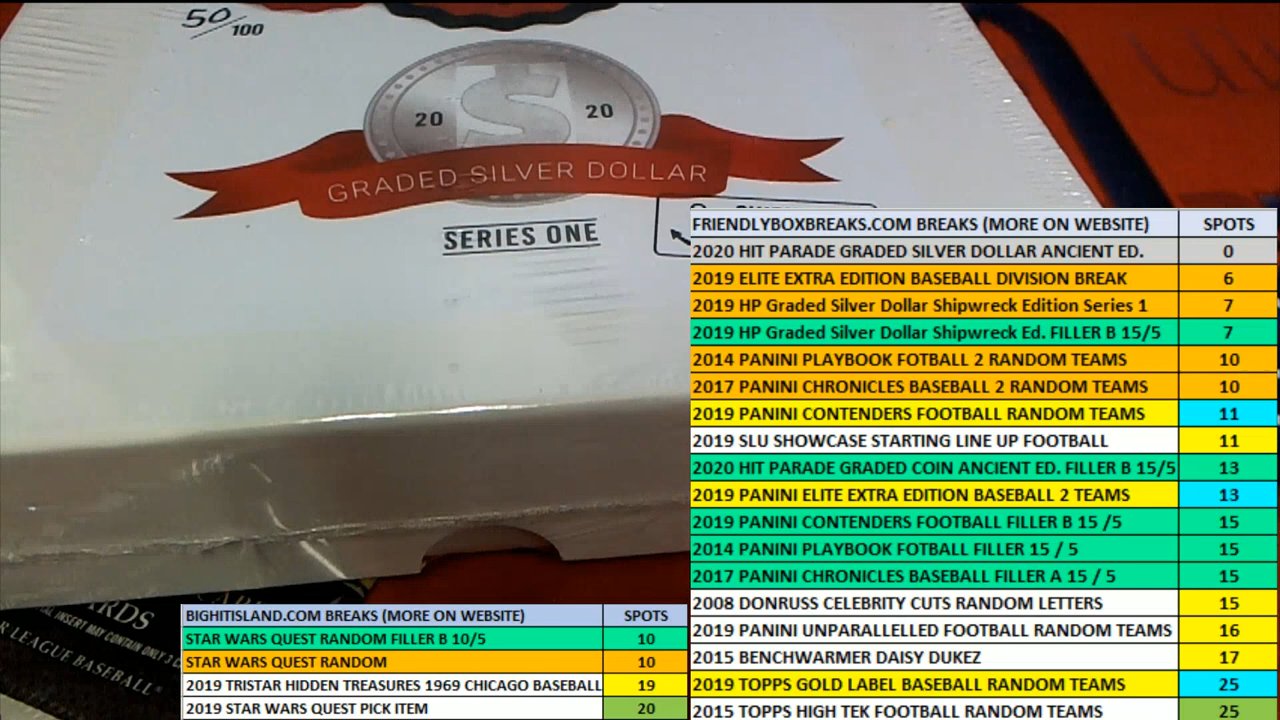 50/100
20 20
GRADED SILVER DOLLAR
SERIES ONE
FRIENDLYBOXBREAKS.COM BREAKS (MORE ON WEBSITE) SPOTS
2020 HIT PARADE GRADED SILVER DOLLAR ANCIENT ED. 0
2019 ELITE EXTRA EDITION BASEBALL DIVISION BREAK 6
2019 HP Graded Silver Dollar Shipwreck Edition Series 1 7
2019 HP Graded Silver Dollar Shipwreck Ed. FILLER B 15/5 7
2014 PANINI PLAYBOOK FOTBALL 2 RANDOM TEAMS 10
2017 PANINI CHRONICLES BASEBALL 2 RANDOM TEAMS 10
2019 PANINI CONTENDERS FOOTBALL RANDOM TEAMS 11
2019 SLU SHOWCASE STARTING LINE UP FOOTBALL 11
2020 HIT PARADE GRADED COIN ANCIENT ED. FILLER B 15/5 13
2019 PANINI ELITE EXTRA EDITION BASEBALL 2 TEAMS 13
2019 PANINI CONTENDERS FOOTBALL FILLER B 15 /5 15
2014 PANINI PLAYBOOK FOTBALL FILLER 15 / 5 15
2017 PANINI CHRONICLES BASEBALL FILLER A 15 / 5 15
2008 DONRUSS CELEBRITY CUTS RANDOM LETTERS 15
2019 PANINI UNPARALLELLED FOOTBALL RANDOM TEAMS 16
2015 BENCHWARMER DAISY DUKEZ 17
2019 TOPPS GOLD LABEL BASEBALL RANDOM TEAMS 25
2015 TOPPS HIGH TEK FOOTBALL RANDOM TEAMS 25
BIGHITISLAND.COM BREAKS (MORE ON WEBSITE) SPOTS
STAR WARS QUEST RANDOM FILLER B 10/5 10
STAR WARS QUEST RANDOM 10
2019 TRISTAR HIDDEN TREASURES 1969 CHICAGO BASEBALL 19
2019 STAR WARS QUEST PICK ITEM 20
INSERT MAY CONTAIN ONLY
LEAGUE BASEBALL